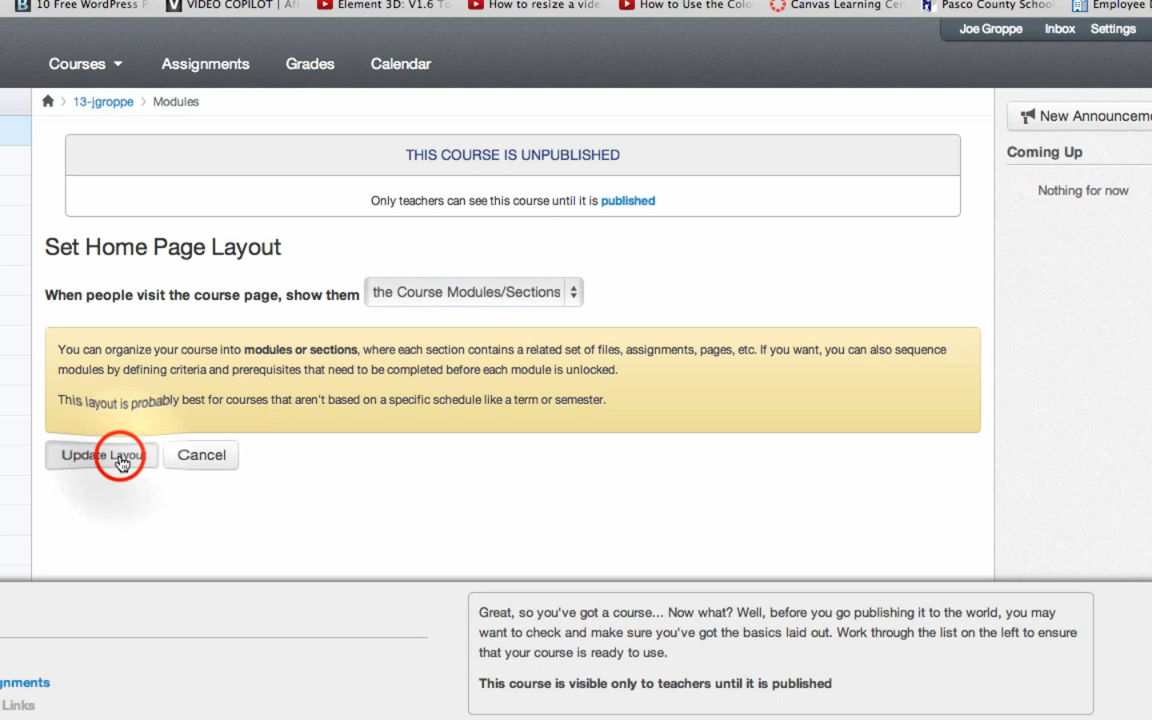 10 Free WordPress
VIDEO COPILOT | Af
Element 3D: V1.6 To
How to resize a vide
How to Use the Colo
Canvas Learning Cen
Pasco County School
Employee
Joe Groppe
Inbox
Settings
Courses
Assignments
Grades
Calendar
13-jgroppe
Modules
New Announcem
Coming Up
Nothing for now
THIS COURSE IS UNPUBLISHED
Only teachers can see this course until it is published
Set Home Page Layout
When people visit the course page, show them the Course Modules/Sections
You can organize your course into modules or sections, where each section contains a related set of files, assignments, pages, etc. If you want, you can also sequence
modules by defining criteria and prerequisites that need to be completed before each module is unlocked.
This layout is probably best for courses that aren't based on a specific schedule like a term or semester.
Update Layout
Cancel
Great, so you've got a course... Now what? Well, before you go publishing it to the world, you may
want to check and make sure you've got the basics laid out. Work through the list on the left to ensure
that your course is ready to use.
This course is visible only to teachers until it is published
gnments
Links